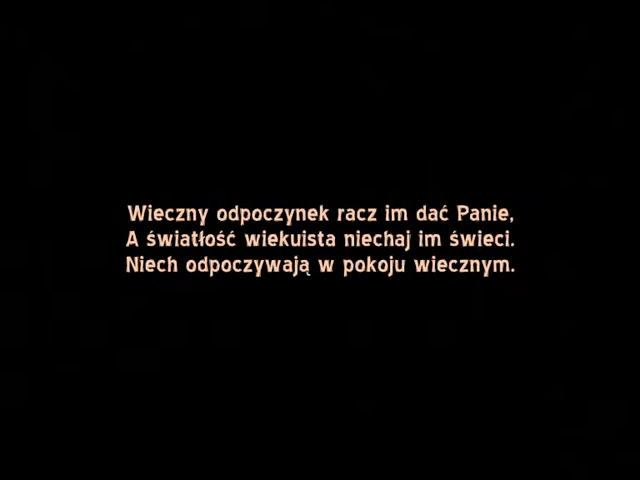 Wieczny odpoczynek racz im dać Panie,
A światłość wiekuista niechaj im świeci.
Niech odpoczywają w pokoju wiecznym.